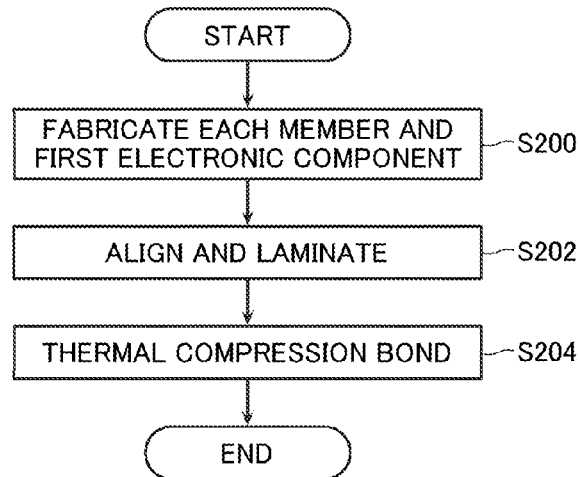 START
FABRICATE EACH MEMBER AND
FIRST ELECTRONIC COMPONENT
S200
ALIGN AND LAMINATE
S202
THERMAL COMPRESSION BOND
S204
END